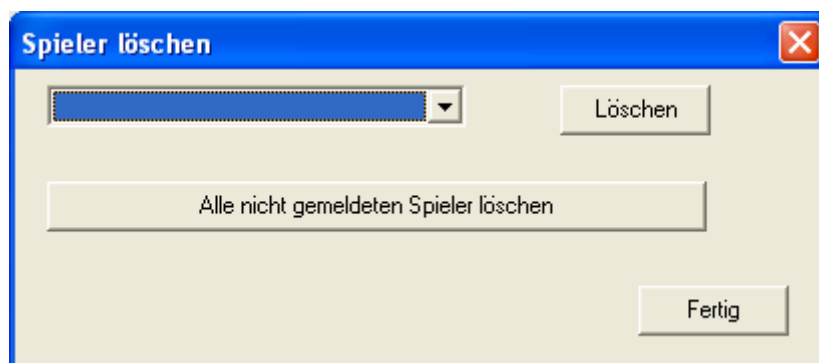 Spieler löschen
Löschen
Alle nicht gemeldeten Spieler löschen
Fertig